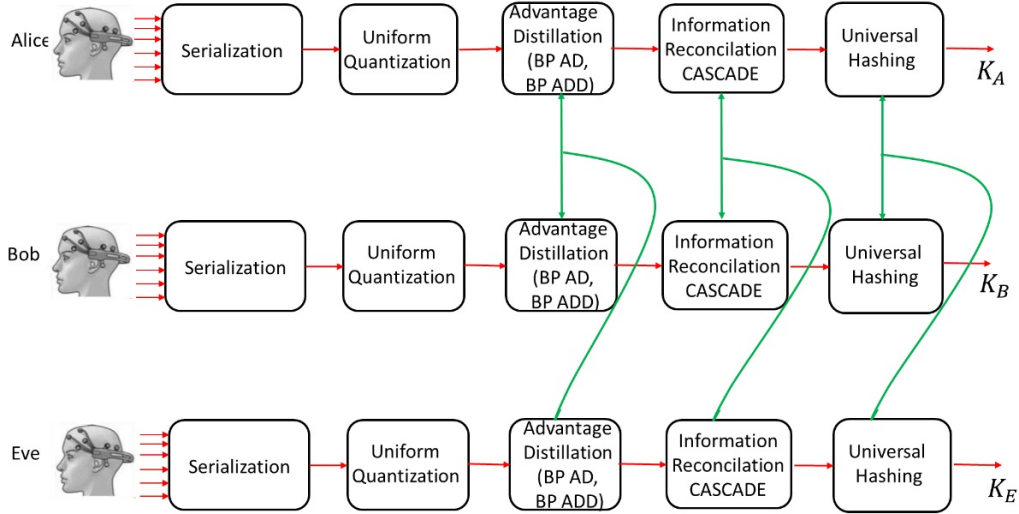 Alice
Serialization
Uniform
Quantization
Advantage
Distillation
(BP AD,
BP ADD)
Information
Reconcilation
CASCADE
Universal
Hashing
K_A
Bob
Serialization
Uniform
Quantization
Advantage
Distillation
(BP AD,
BP ADD)
Information
Reconcilation
CASCADE
Universal
Hashing
K_B
Eve
Serialization
Uniform
Quantization
Advantage
Distillation
(BP AD,
BP ADD)
Information
Reconcilation
CASCADE
Universal
Hashing
K_E